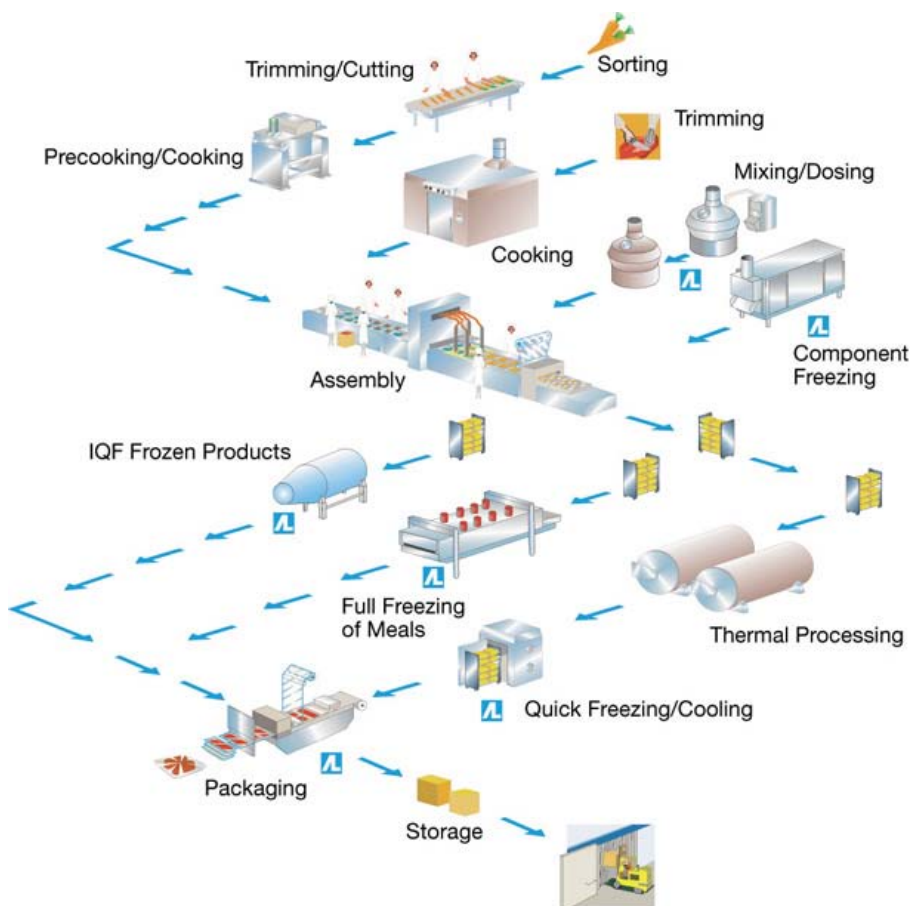 Sorting
Trimming/Cutting
Trimming
Precooking/Cooking
Mixing/Dosing
Cooking
Component
Freezing
Assembly
IQF Frozen Products
Full Freezing
of Meals
Thermal Processing
Quick Freezing/Cooling
Packaging
Storage